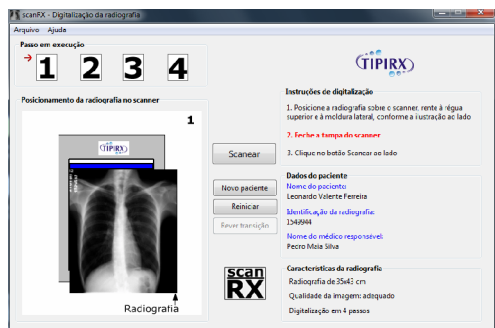 scanRX - Digitalização da radiografia
Arquivo Ajuda
Passo em execução
1 2 3 4
TIPIRX
Posicionamento da radiografia no scanner
1
TIPIRX
Radiografia
Scanear
Novo paciente
Reiniciar
Rever transição
scan
RX
Instruções de digitalização
1. Posicione a radiografia sobre o scanner, rente à régua
superior e à moldura lateral, conforme a ilustração ao lado
2. Feche a tampa do scanner
3. Clique no botão Scanear ao lado
Dados do paciente
Nome do paciente:
Leonardo Valente Ferreira
Identificação da radiografia:
1549944
Nome do médico responsável:
Pedro Maia Silva
Características da radiografia
Radiografia de 35x43 cm
Qualidade da imagem: adequado
Digitalização em 4 passos